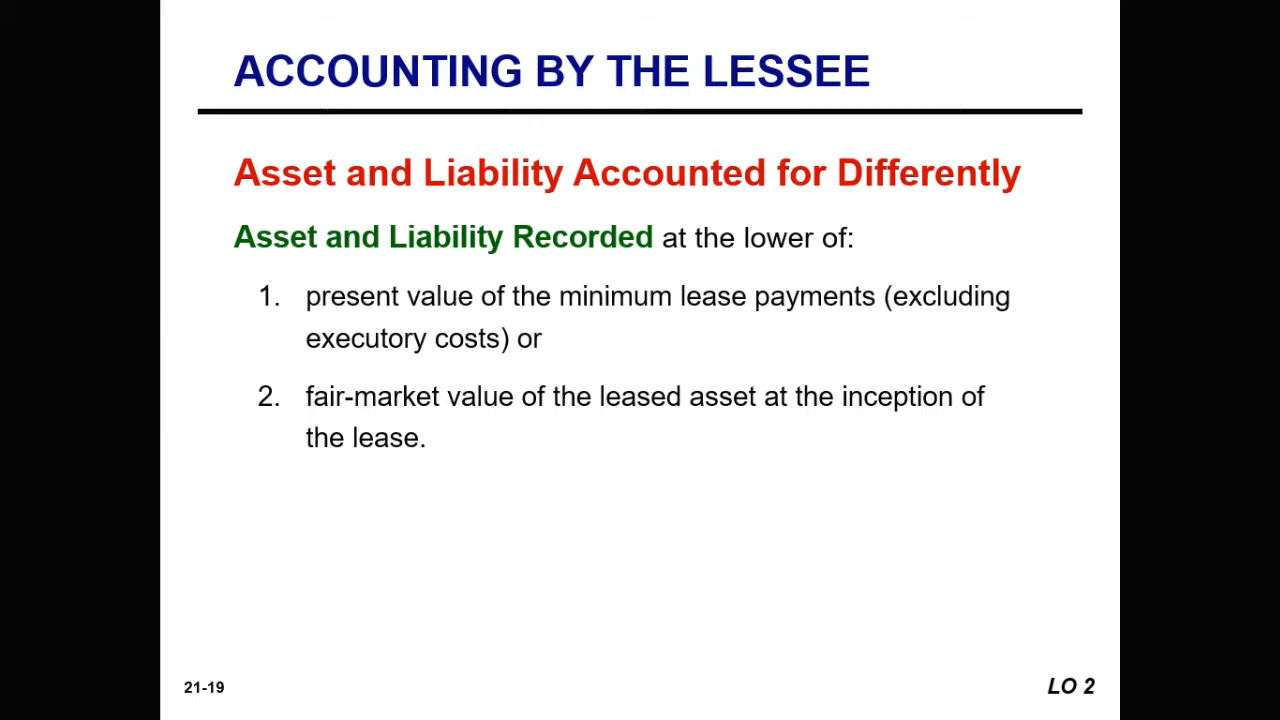 ACCOUNTING BY THE LESSEE
Asset and Liability Accounted for Differently
Asset and Liability Recorded at the lower of:
1. present value of the minimum lease payments (excluding
executory costs) or
2. fair-market value of the leased asset at the inception of
the lease.
21-19
LO 2